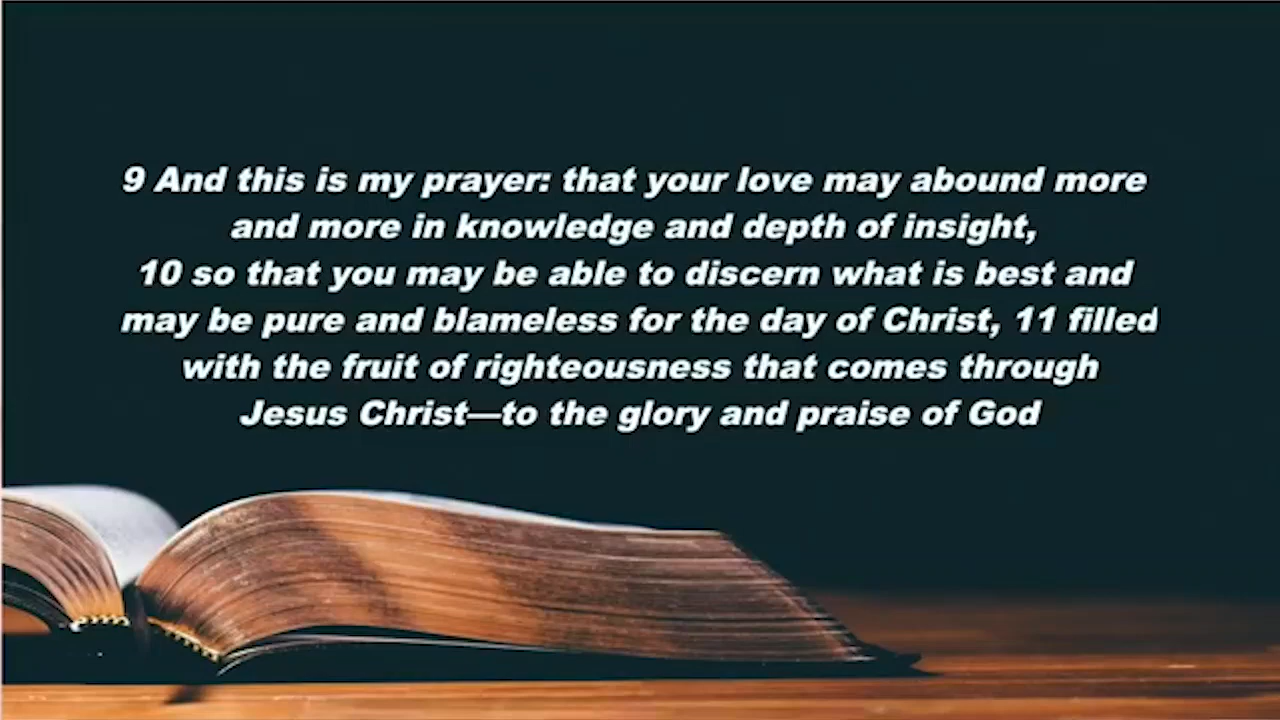 9 And this is my prayer: that your love may abound more
and more in knowledge and depth of insight,
10 so that you may be able to discern what is best and
may be pure and blameless for the day of Christ, 11 filled
with the fruit of righteousness that comes through
Jesus Christ—to the glory and praise of God